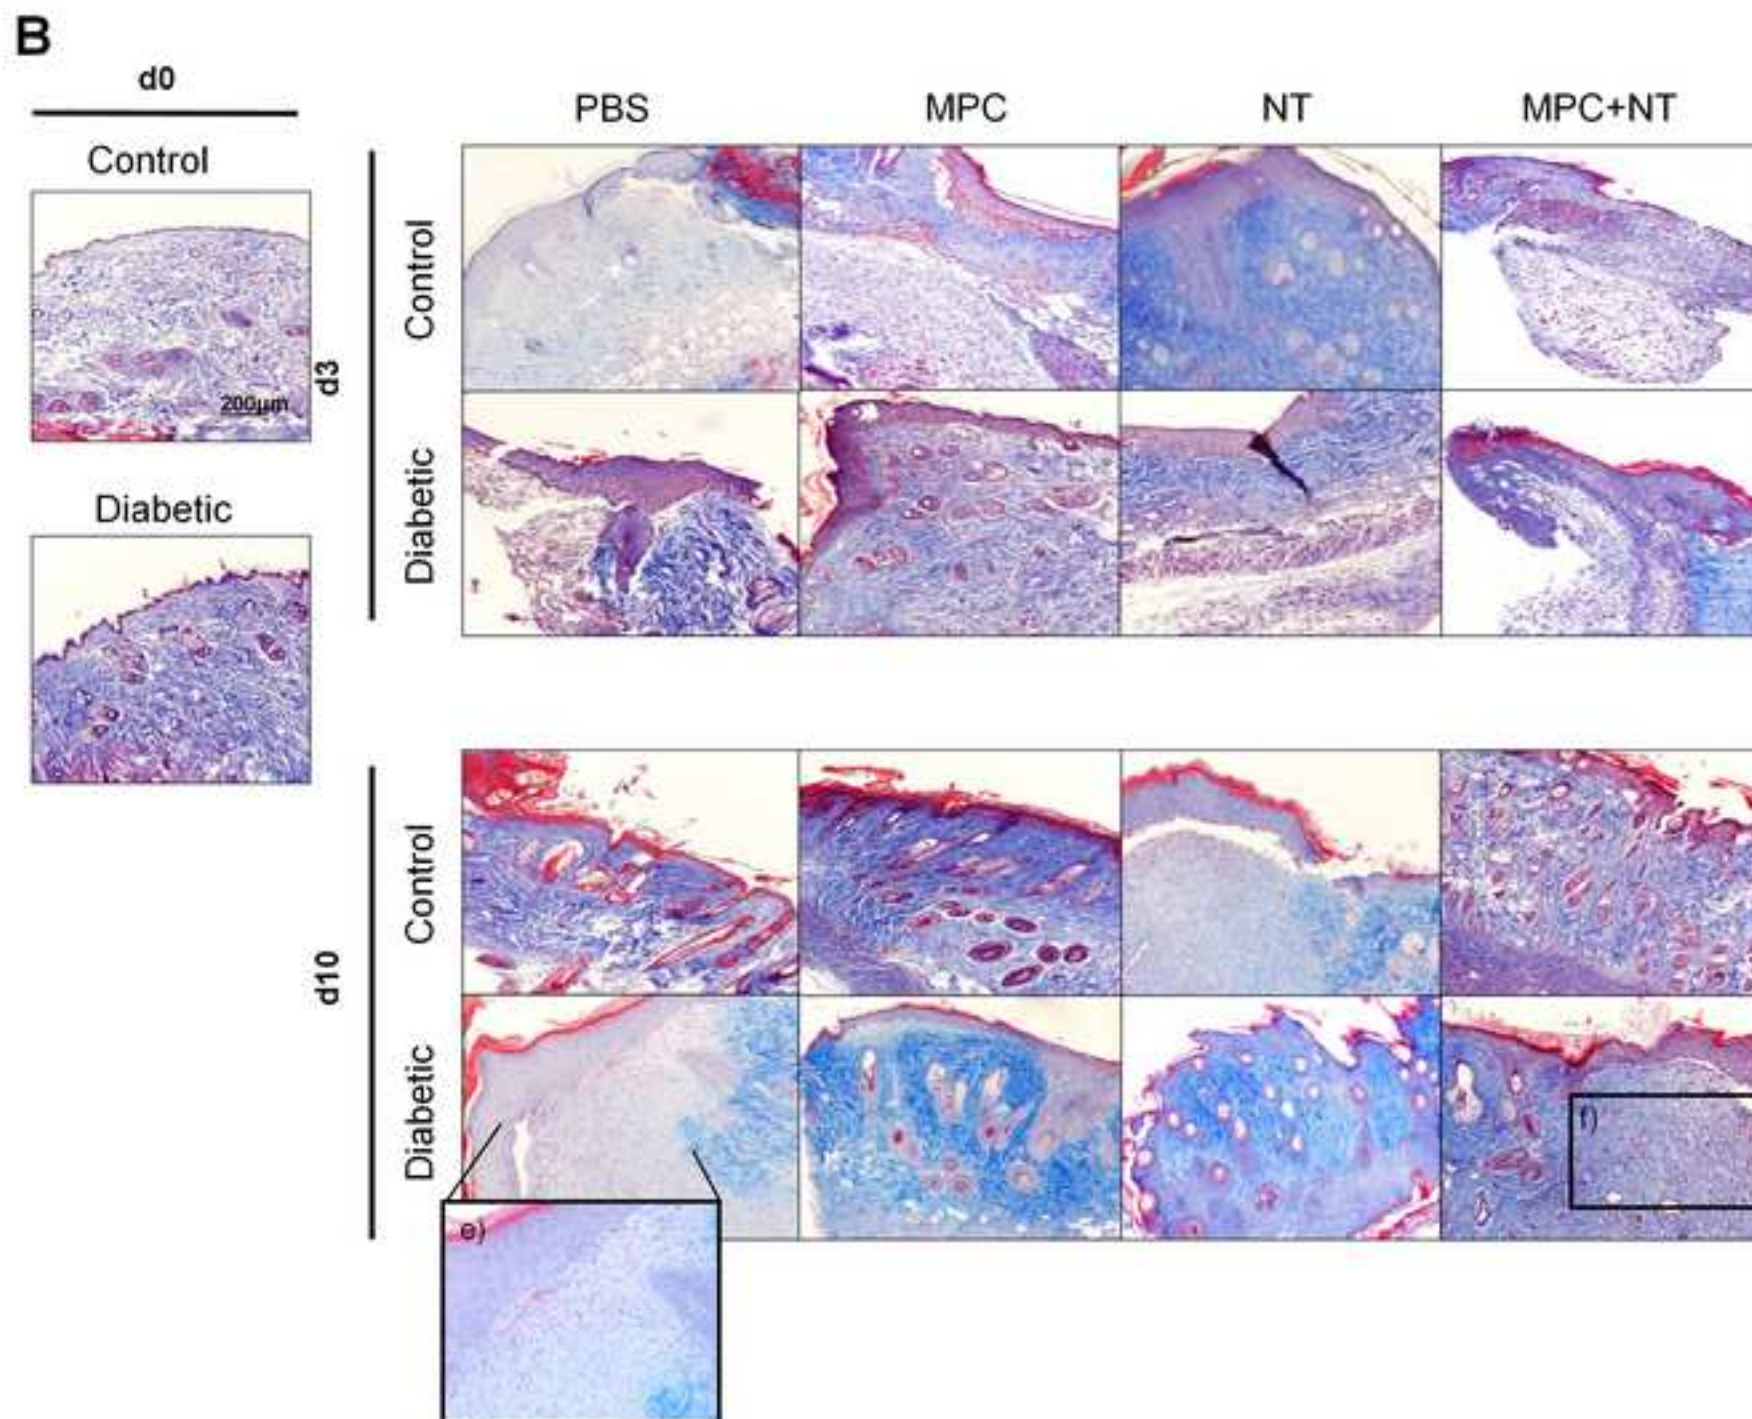 B
d0
Control
200µm
Diabetic
PBS MPC NT MPC+NT
d3
Control
Diabetic
d10
Control
Diabetic
e)
f)